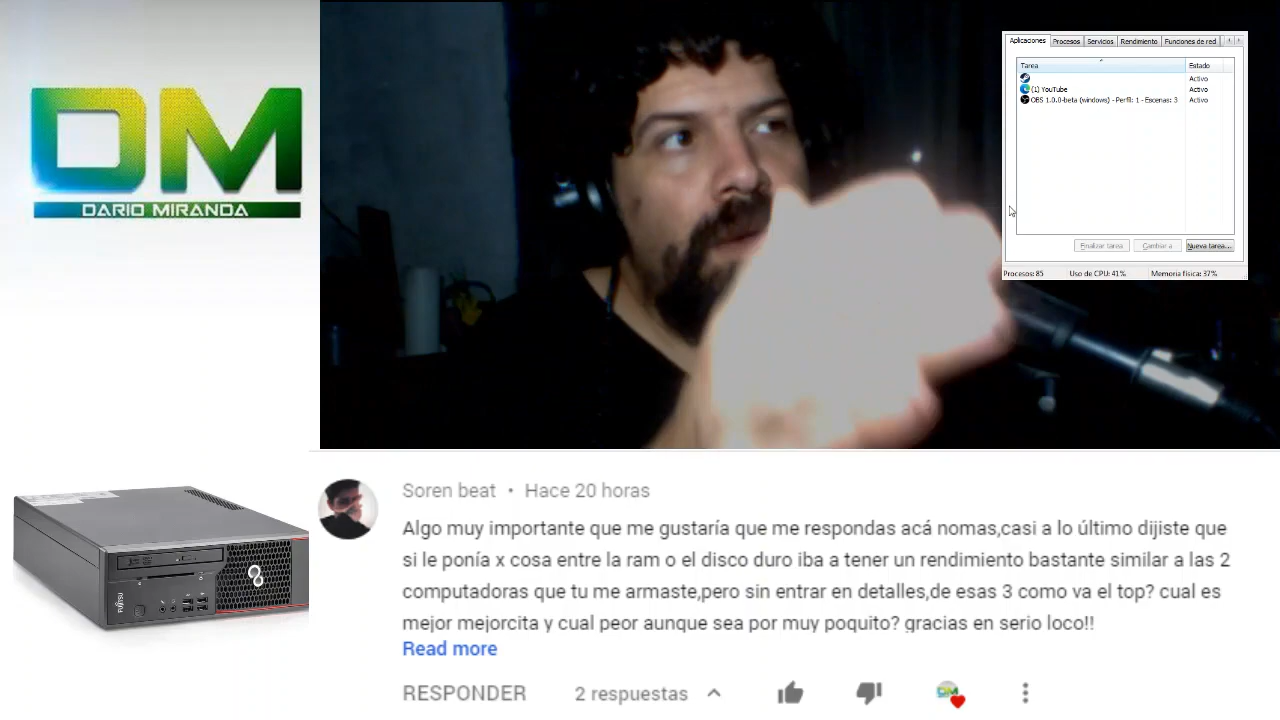 DM
DARIO MIRANDA
Aplicaciones Procesos Servicios Rendimiento Funciones de red
Tarea Estado
Activo
(1) YouTube Activo
OBS 1.0.0-beta (windows) - Perfil: 1 - Escenas: 3 Activo
Finalizar tarea Cambiar a Nueva tarea...
Procesos: 85 Uso de CPU: 41% Memoria física: 37%
FUJITSU
Soren beat • Hace 20 horas
Algo muy importante que me gustaría que me respondas acá nomas,casi a lo último dijiste que
si le ponía x cosa entre la ram o el disco duro iba a tener un rendimiento bastante similar a las 2
computadoras que tu me armaste,pero sin entrar en detalles,de esas 3 como va el top? cual es
mejor mejorcita y cual peor aunque sea por muy poquito? gracias en serio loco!!
Read more
RESPONDER 2 respuestas
DM